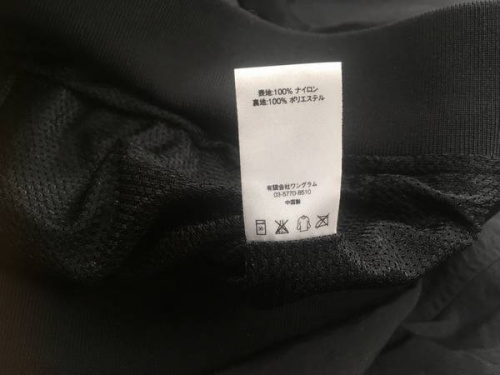 表地:100% ナイロン
裏地:100% ポリエステル
有限会社ワングラム
03-5770-8610
中国製